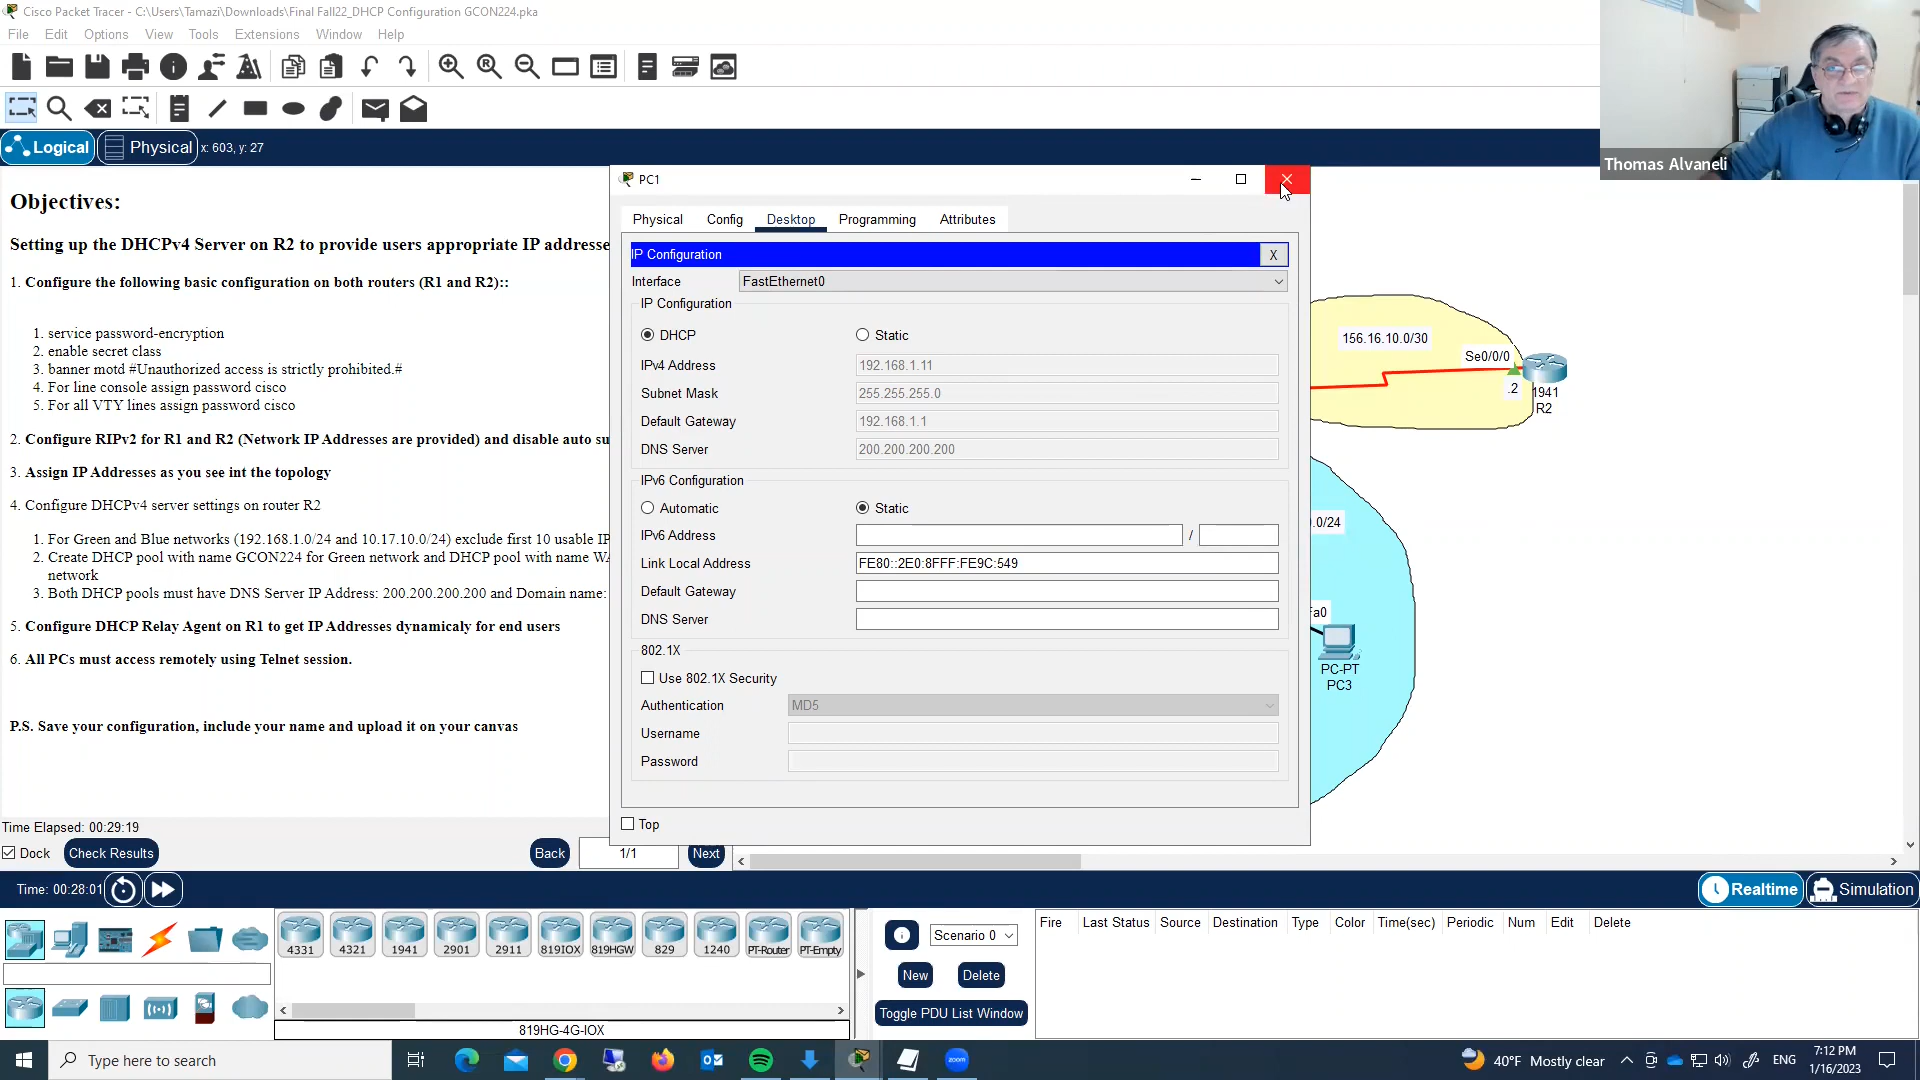 Cisco Packet Tracer - C:\Users\Tamazi\Downloads\Final Fall22_DHCP Configuration GCON224.pka
File Edit Options View Tools Extensions Window Help
Logical Physical x: 603, y: 27
Thomas Alvaneli
Objectives:
Setting up the DHCPv4 Server on R2 to provide users appropriate IP addresse
1. Configure the following basic configuration on both routers (R1 and R2)::
1. service password-encryption
2. enable secret class
3. banner motd #Unauthorized access is strictly prohibited.#
4. For line console assign password cisco
5. For all VTY lines assign password cisco
2. Configure RIPv2 for R1 and R2 (Network IP Addresses are provided) and disable auto su
3. Assign IP Addresses as you see int the topology
4. Configure DHCPv4 server settings on router R2
1. For Green and Blue networks (192.168.1.0/24 and 10.17.10.0/24) exclude first 10 usable IP
2. Create DHCP pool with name GCON224 for Green network and DHCP pool with name WA
network
3. Both DHCP pools must have DNS Server IP Address: 200.200.200.200 and Domain name:
5. Configure DHCP Relay Agent on R1 to get IP Addresses dynamicaly for end users
6. All PCs must access remotely using Telnet session.
P.S. Save your configuration, include your name and upload it on your canvas
Time Elapsed: 00:29:19
Dock Check Results Back 1/1 Next
PC1
Physical Config Desktop Programming Attributes
IP Configuration X
Interface FastEthernet0
IP Configuration
DHCP Static
IPv4 Address 192.168.1.11
Subnet Mask 255.255.255.0
Default Gateway 192.168.1.1
DNS Server 200.200.200.200
IPv6 Configuration
Automatic Static
IPv6 Address /
Link Local Address FE80::2E0:8FFF:FE9C:549
Default Gateway
DNS Server
802.1X
Use 802.1X Security
Authentication MD5
Username
Password
Top
156.16.10.0/30
Se0/0/0
.2
1941
R2
.0/24
Fa0
PC-PT
PC3
Time: 00:28:01 Realtime Simulation
4331 4321 1941 2901 2911 819IOX 819HGW 829 1240 PT-Router PT-Empty
819HG-4G-IOX
Scenario 0
New Delete
Toggle PDU List Window
Fire Last Status Source Destination Type Color Time(sec) Periodic Num Edit Delete
Type here to search
zoom
40°F Mostly clear ENG
7:12 PM
1/16/2023